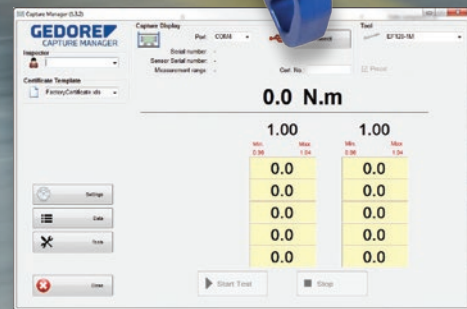 Capture Manager (1.3.2)
GEDORE
CAPTURE MANAGER
Inspector
Certificate Template
FactoryCertificate.xls
Capture Display
Port COM4
Serial number: -
Sensor Serial number: -
Measurement range: -
Cert. No.:
Tool
EF120-1M
0.0 N.m
1.00 1.00
Min. Max Min. Max
0.96 1.04 0.96 1.04
0.0 0.0
0.0 0.0
0.0 0.0
0.0 0.0
0.0 0.0
Settings
Data
Tools
Close
Start Test
Stop